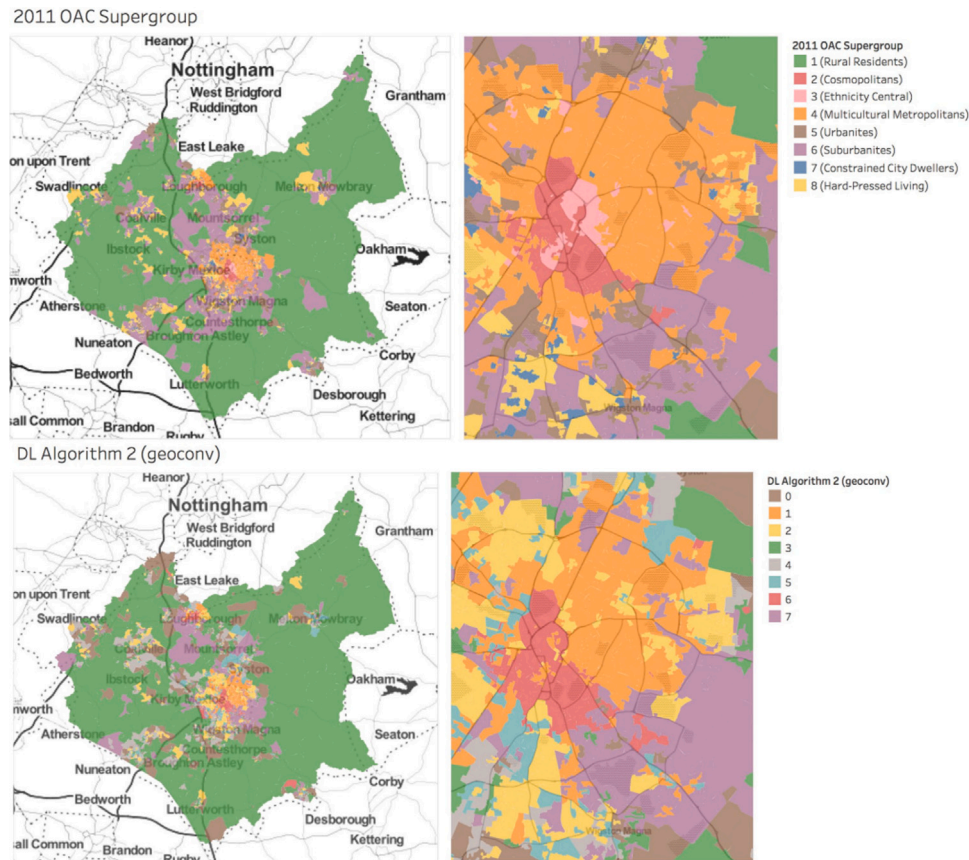 2011 OAC Supergroup
Heanor
Nottingham
West Bridgford
Ruddington
Grantham
on upon Trent
East Leake
Swadlincote
Loughborough
Melton Mowbray
Coalville
Mountsorrel
Ibstock
Syston
Oakham
Kirby Muxloe
mworth
Atherstone
Wigston Magna
Seaton
Countesthorpe
Nuneaton
Broughton Astley
Corby
Bedworth
Lutterworth
Desborough
all Common
Brandon
Kettering
Rugby
Wigston Magna
2011 OAC Supergroup
1 (Rural Residents)
2 (Cosmopolitans)
3 (Ethnicity Central)
4 (Multicultural Metropolitans)
5 (Urbanites)
6 (Suburbanites)
7 (Constrained City Dwellers)
8 (Hard-Pressed Living)
DL Algorithm 2 (geoconv)
Heanor
Nottingham
West Bridgford
Ruddington
Grantham
on upon Trent
East Leake
Swadlincote
Loughborough
Melton Mowbray
Coalville
Mountsorrel
Ibstock
Syston
Oakham
Kirby Muxloe
mworth
Atherstone
Wigston Magna
Seaton
Countesthorpe
Nuneaton
Broughton Astley
Corby
Bedworth
Lutterworth
Desborough
all Common
Brandon
Kettering
Rugby
Wigston Magna
DL Algorithm 2 (geoconv)
0
1
2
3
4
5
6
7